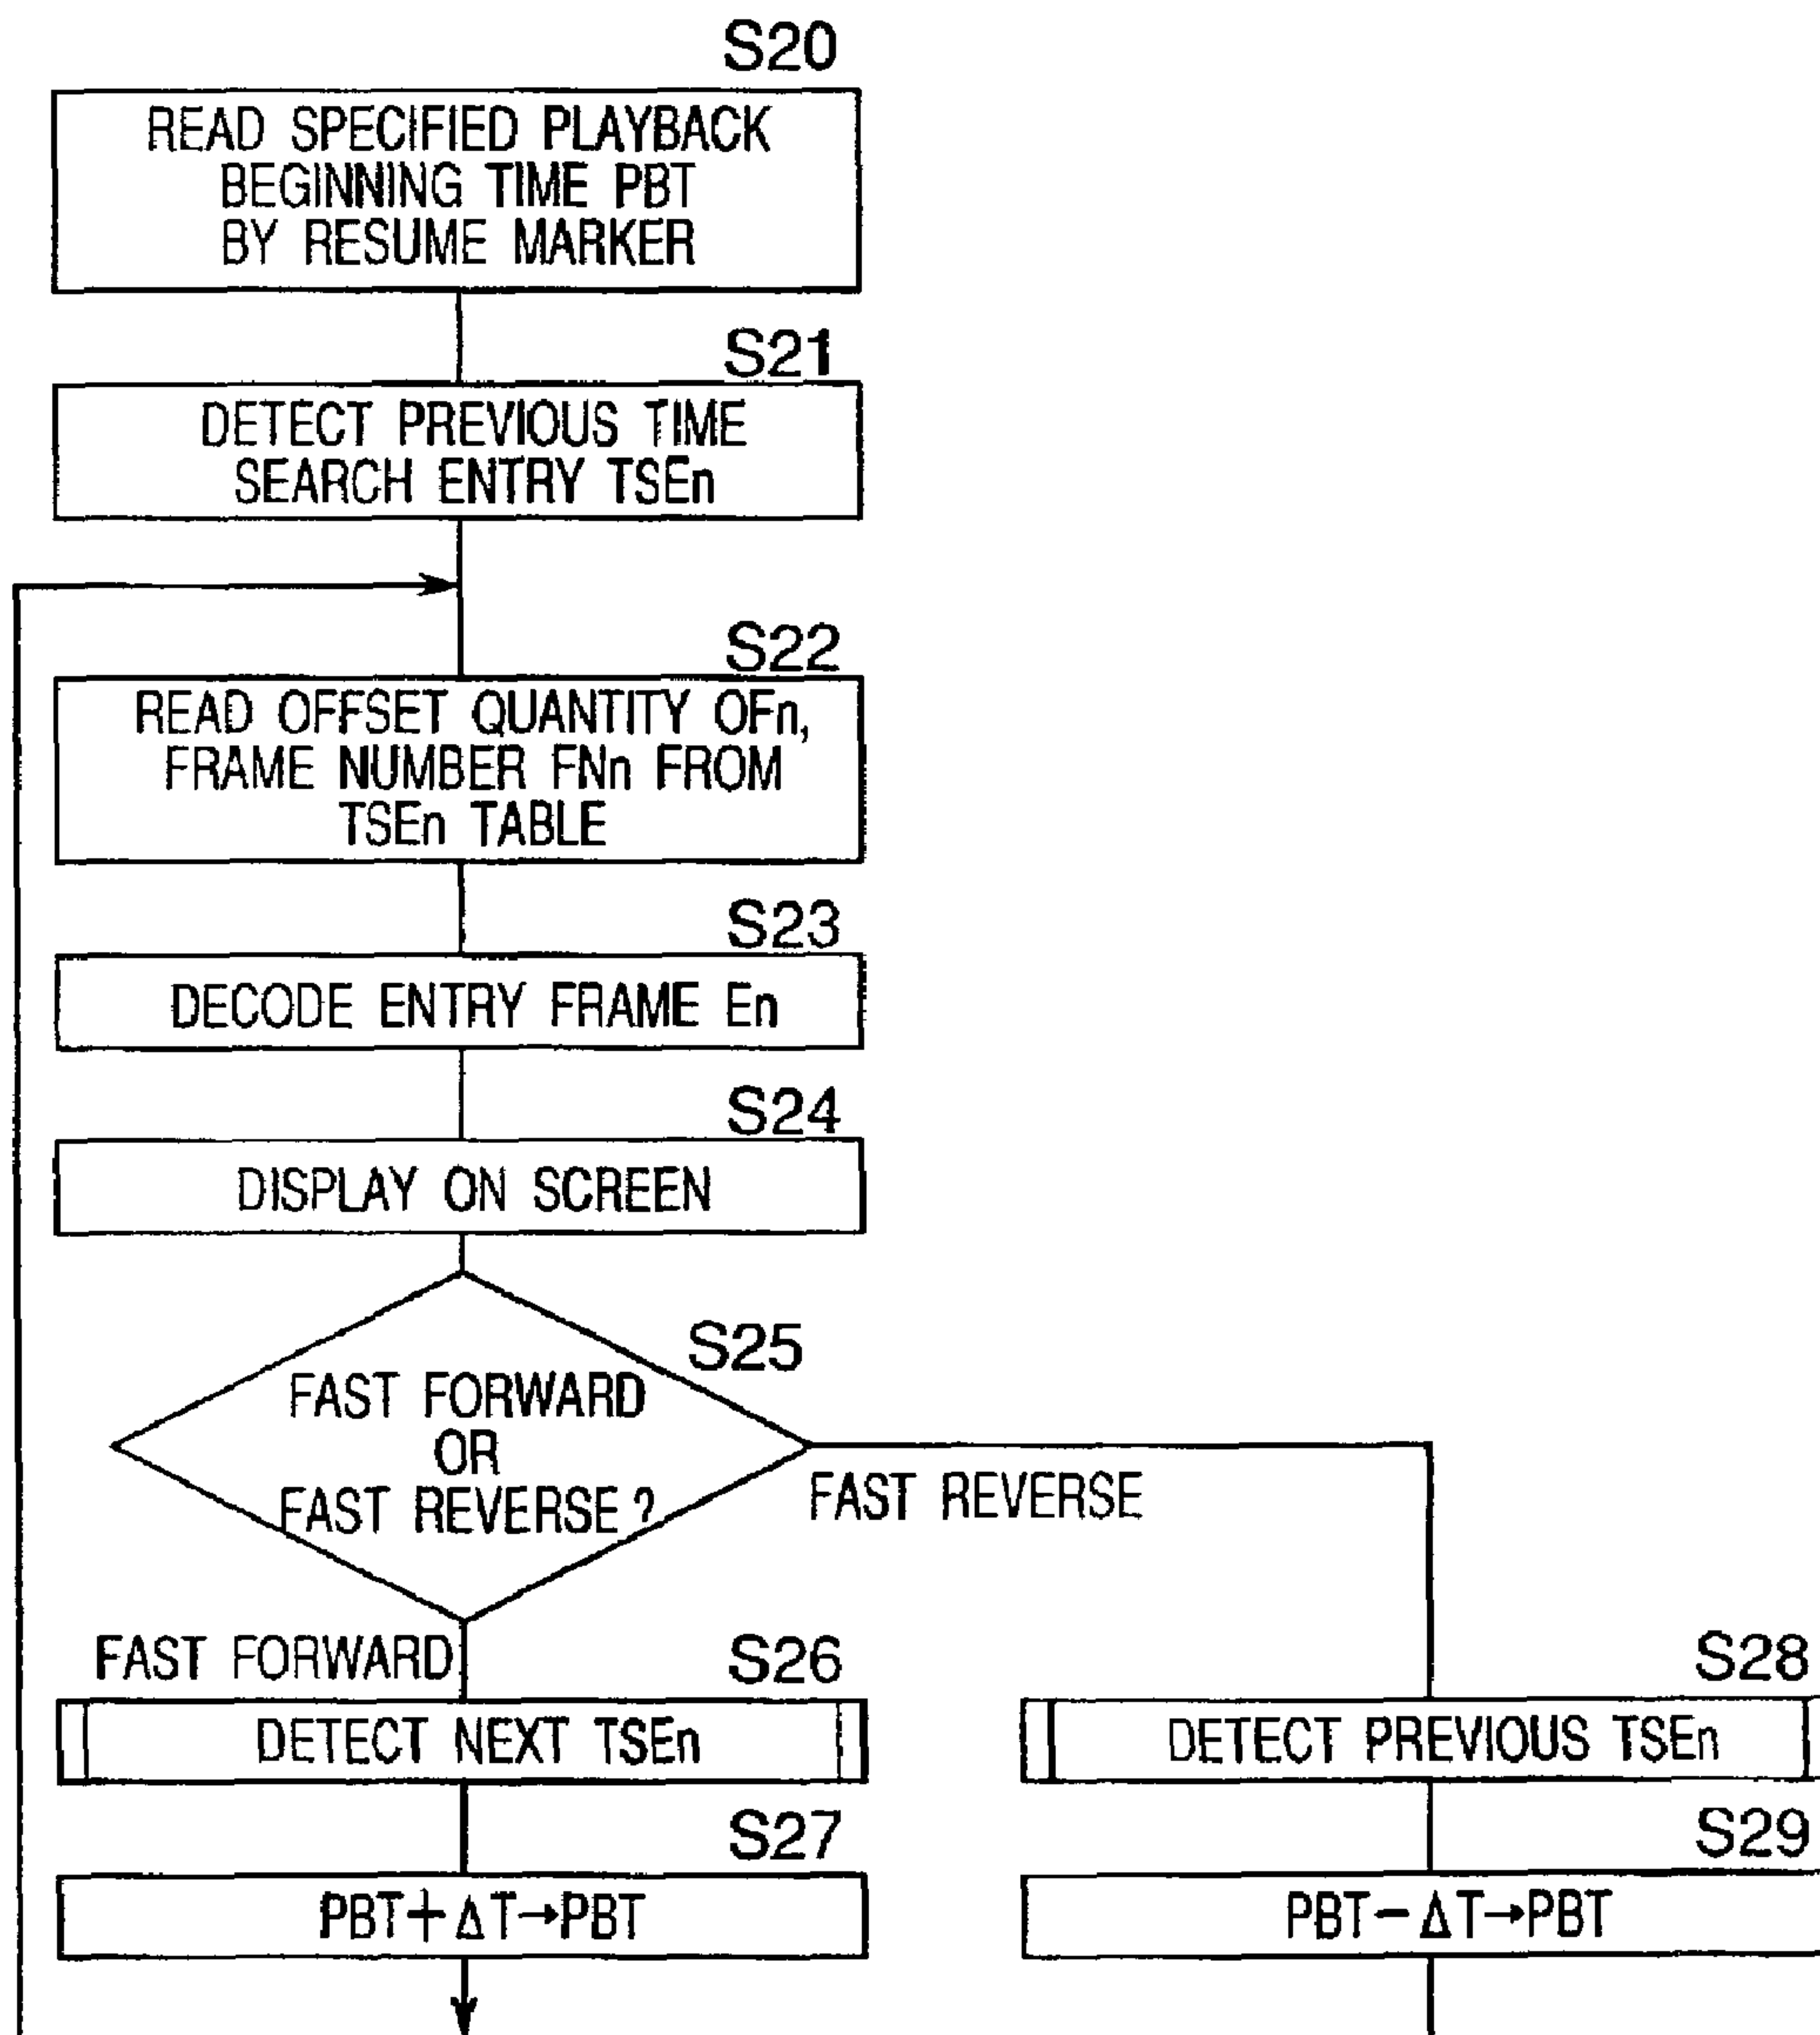 S20
READ SPECIFIED PLAYBACK
BEGINNING TIME PBT
BY RESUME MARKER
S21
DETECT PREVIOUS TIME
SEARCH ENTRY TSEn
S22
READ OFFSET QUANTITY OFn,
FRAME NUMBER FNn FROM
TSEn TABLE
S23
DECODE ENTRY FRAME En
S24
DISPLAY ON SCREEN
S25
FAST FORWARD
OR
FAST REVERSE ?
FAST REVERSE
FAST FORWARD
S26
DETECT NEXT TSEn
S27
PBT+ΔT→PBT
S28
DETECT PREVIOUS TSEn
S29
PBT−ΔT→PBT